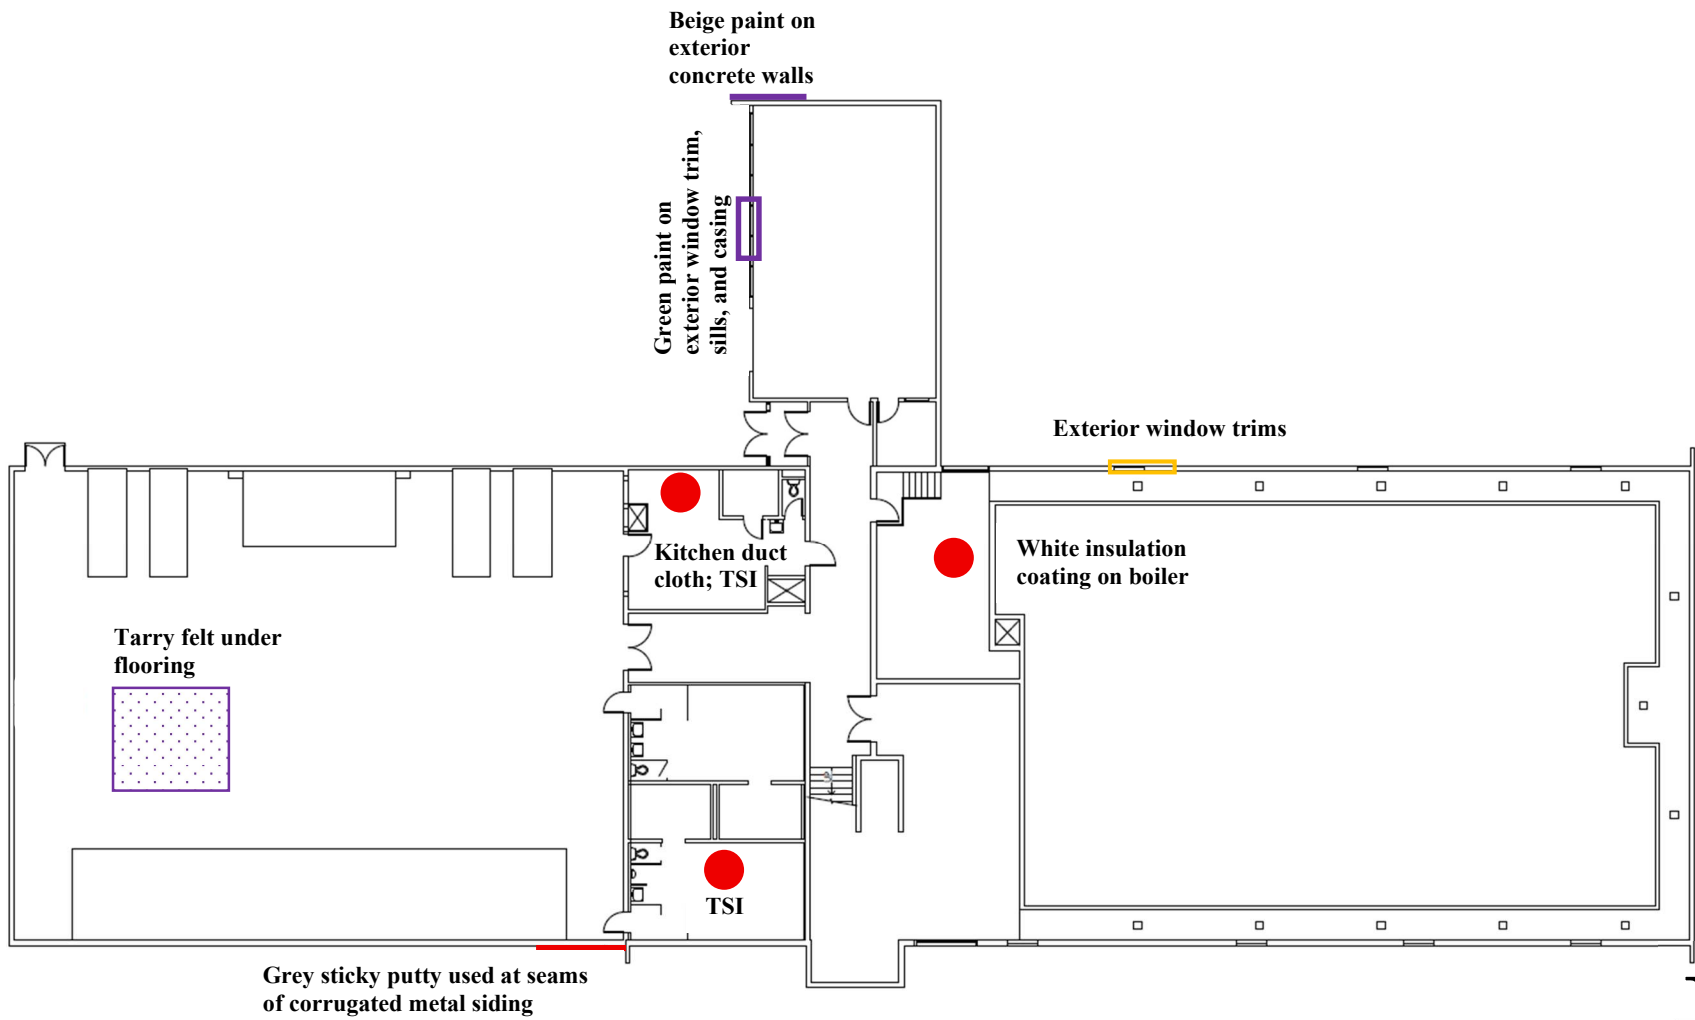 Beige paint on
exterior
concrete walls
Green paint on
exterior window trim,
sills, and casing
Exterior window trims
Kitchen duct
cloth; TSI
White insulation
coating on boiler
Tarry felt under
flooring
TSI
Grey sticky putty used at seams
of corrugated metal siding